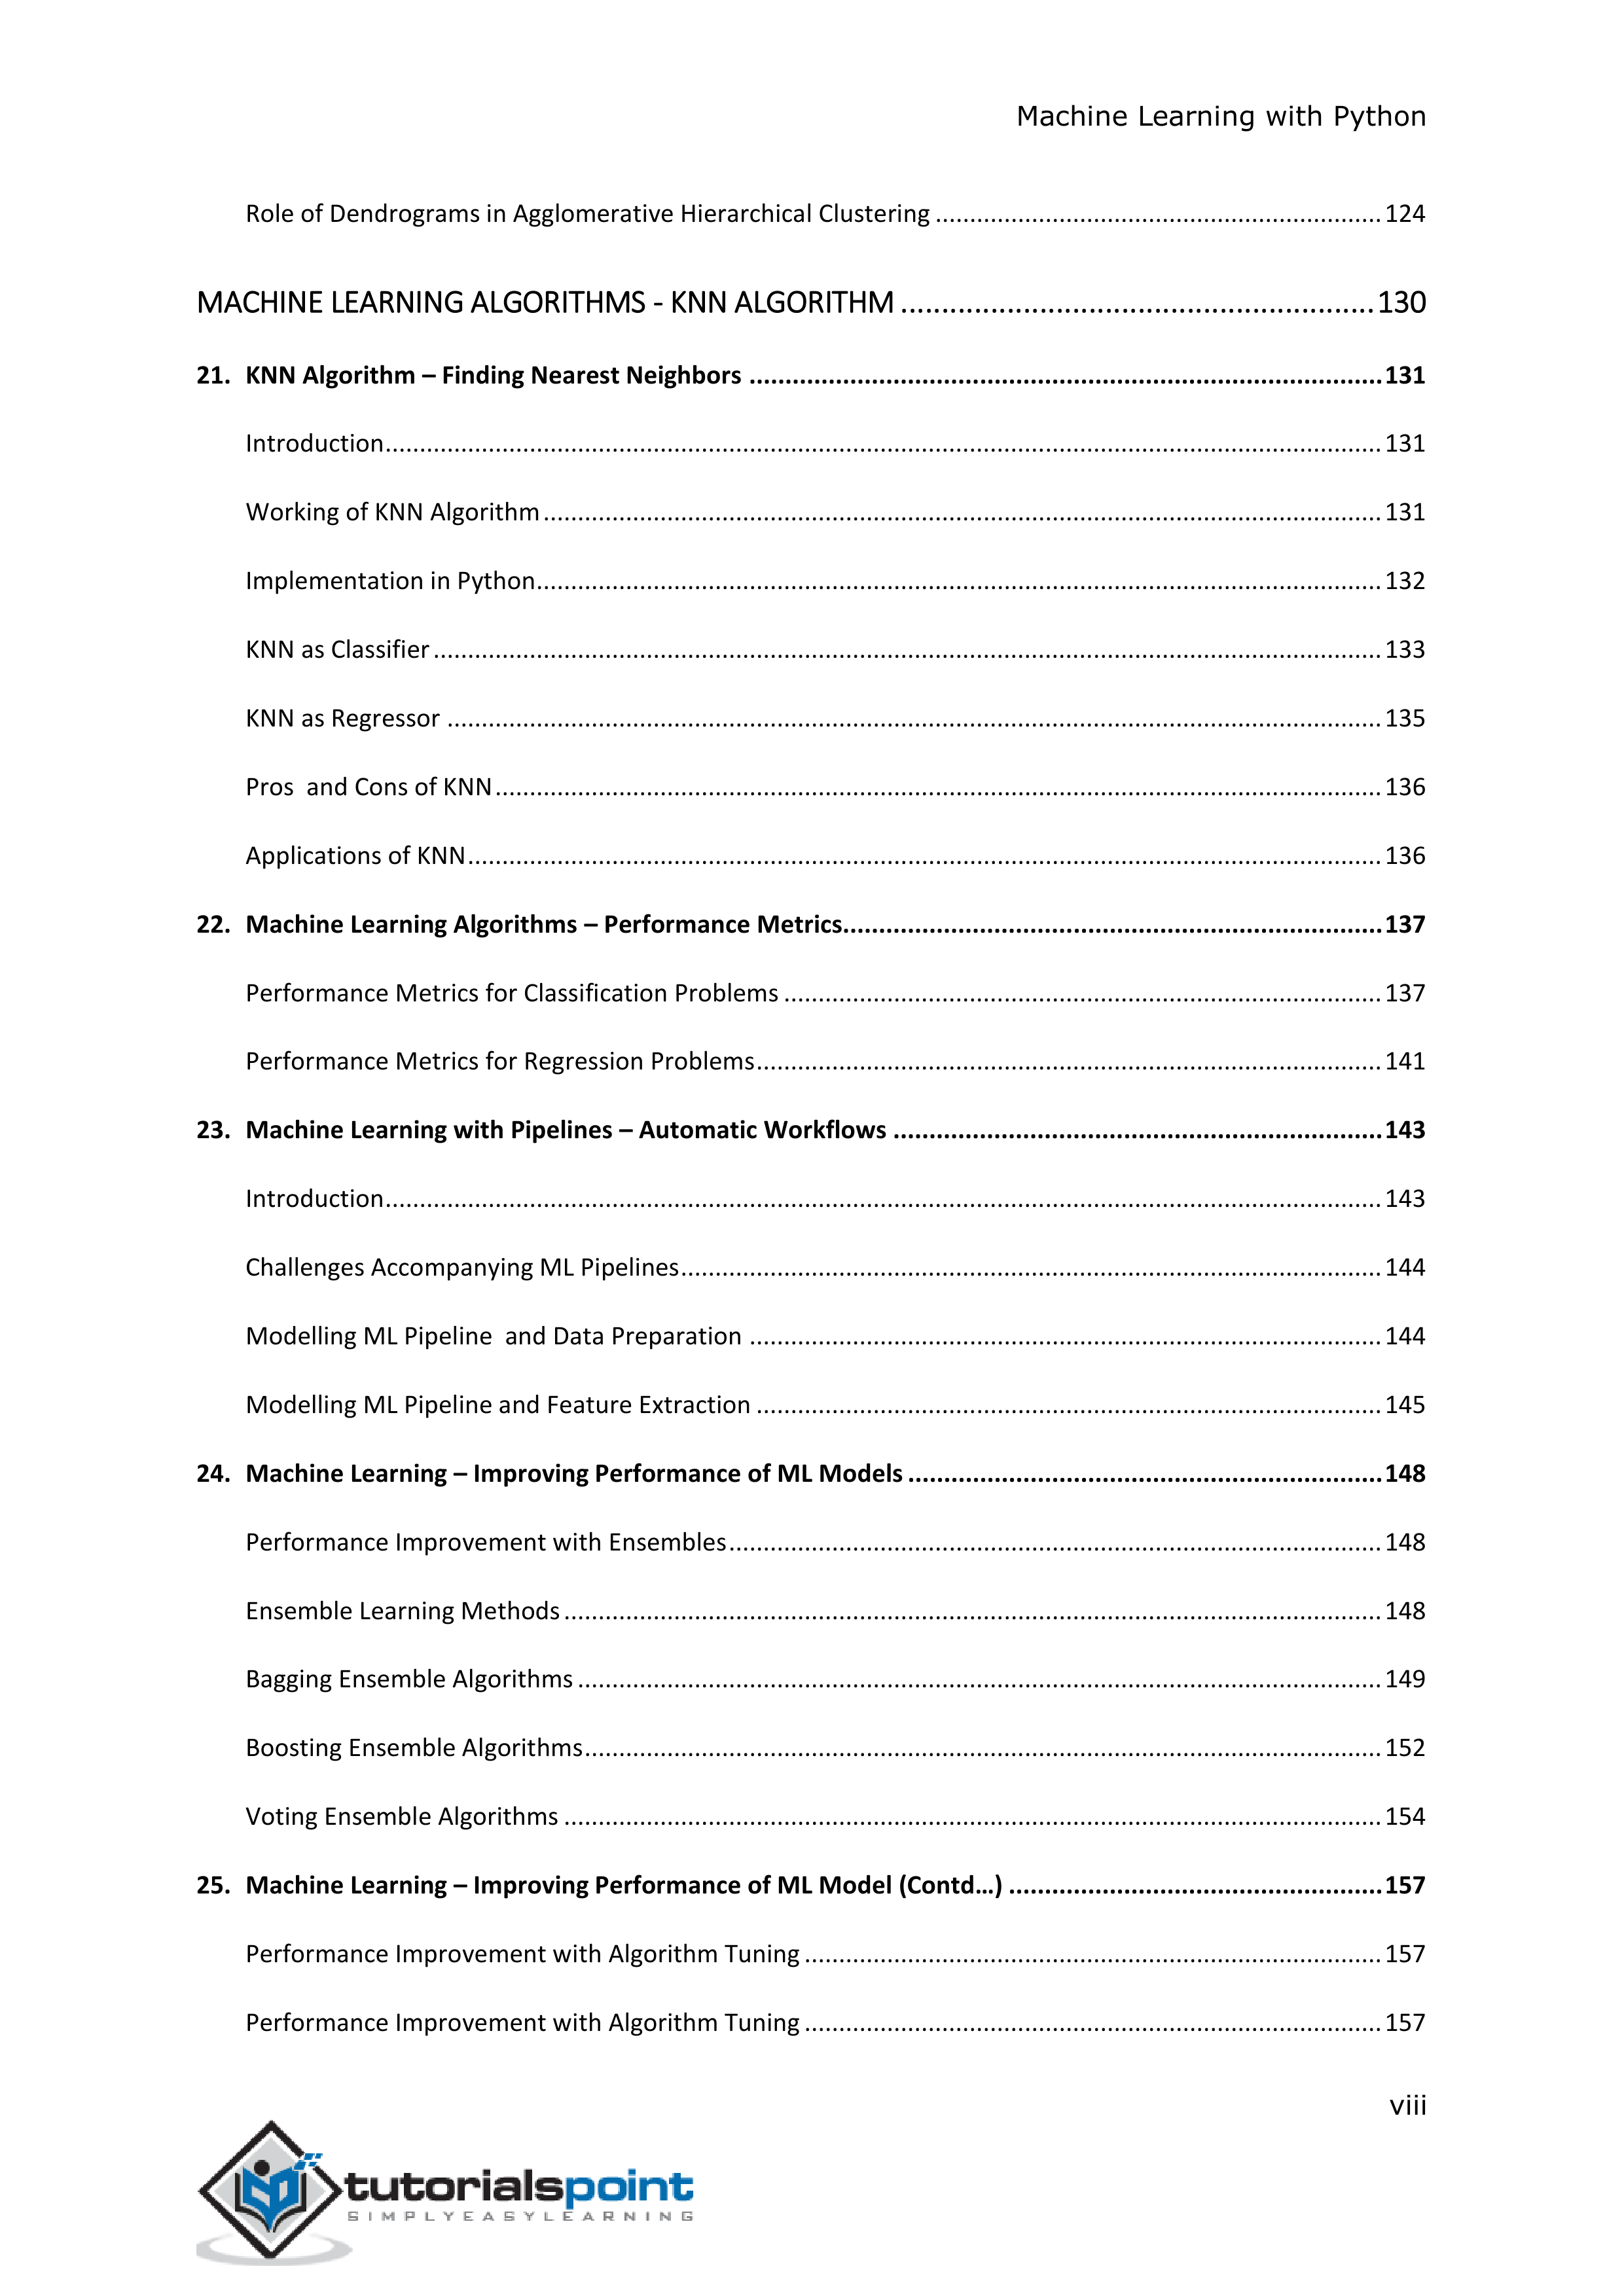 Machine Learning with Python
Role of Dendrograms in Agglomerative Hierarchical Clustering ................................................................. 124
MACHINE LEARNING ALGORITHMS - KNN ALGORITHM .......................................................... 130
21. KNN Algorithm – Finding Nearest Neighbors ........................................................................................ 131
Introduction ................................................................................................................................................. 131
Working of KNN Algorithm .......................................................................................................................... 131
Implementation in Python ........................................................................................................................... 132
KNN as Classifier .......................................................................................................................................... 133
KNN as Regressor ........................................................................................................................................ 135
Pros  and Cons of KNN ................................................................................................................................. 136
Applications of KNN ..................................................................................................................................... 136
22. Machine Learning Algorithms – Performance Metrics........................................................................... 137
Performance Metrics for Classification Problems ....................................................................................... 137
Performance Metrics for Regression Problems ........................................................................................... 141
23. Machine Learning with Pipelines – Automatic Workflows .................................................................... 143
Introduction ................................................................................................................................................. 143
Challenges Accompanying ML Pipelines ...................................................................................................... 144
Modelling ML Pipeline  and Data Preparation ............................................................................................ 144
Modelling ML Pipeline and Feature Extraction ........................................................................................... 145
24. Machine Learning – Improving Performance of ML Models .................................................................. 148
Performance Improvement with Ensembles ............................................................................................... 148
Ensemble Learning Methods ....................................................................................................................... 148
Bagging Ensemble Algorithms ..................................................................................................................... 149
Boosting Ensemble Algorithms .................................................................................................................... 152
Voting Ensemble Algorithms ....................................................................................................................... 154
25. Machine Learning – Improving Performance of ML Model (Contd…) .................................................... 157
Performance Improvement with Algorithm Tuning .................................................................................... 157
Performance Improvement with Algorithm Tuning .................................................................................... 157
viii
tutorialspoint
SIMPLYEASYLEARNING